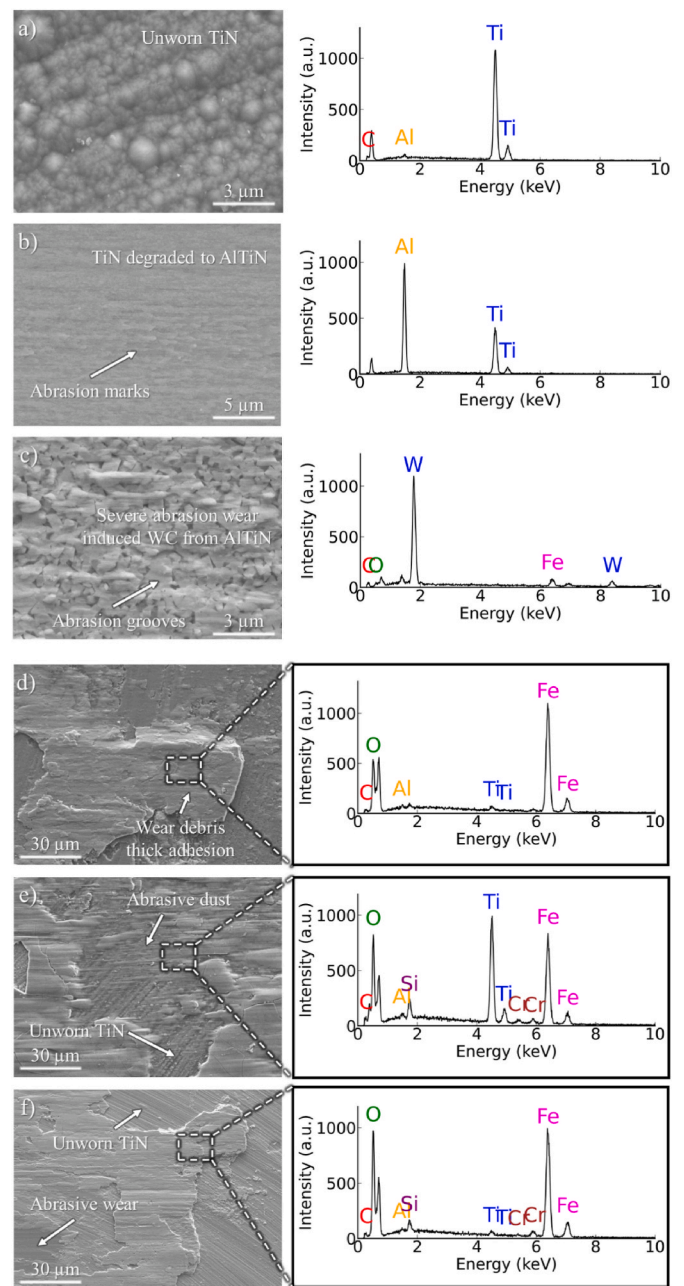 a)
Unworn TiN
3 µm
Intensity (a.u.)
1000
500
0
C
Al
Ti
Ti
0 2 4 6 8 10
Energy (keV)
b)
TiN degraded to AlTiN
Abrasion marks
5 µm
Intensity (a.u.)
1000
500
0
Al
Ti
Ti
0 2 4 6 8 10
Energy (keV)
c)
Severe abrasion wear
induced WC from AlTiN
Abrasion grooves
3 µm
Intensity (a.u.)
1000
500
0
C
O
W
Fe
W
0 2 4 6 8 10
Energy (keV)
d)
Wear debris
thick adhesion
30 µm
Intensity (a.u.)
1000
500
0
C
O
Al
Ti
Ti
Fe
Fe
0 2 4 6 8 10
Energy (keV)
e)
Abrasive dust
Unworn TiN
30 µm
Intensity (a.u.)
1000
500
0
C
O
Al
Si
Ti
Ti
Cr
Cr
Fe
Fe
0 2 4 6 8 10
Energy (keV)
f)
Unworn TiN
Abrasive wear
30 µm
Intensity (a.u.)
1000
500
0
C
O
Al
Si
Ti
Ti
Cr
Cr
Fe
Fe
0 2 4 6 8 10
Energy (keV)